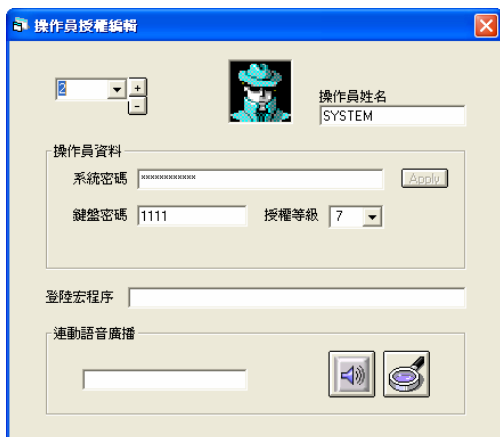 操作員授權編輯
2
+
-
操作員姓名
SYSTEM
操作員資料
系統密碼 ************ Apply
鍵盤密碼 1111 授權等級 7
登陸宏程序
連動語音廣播